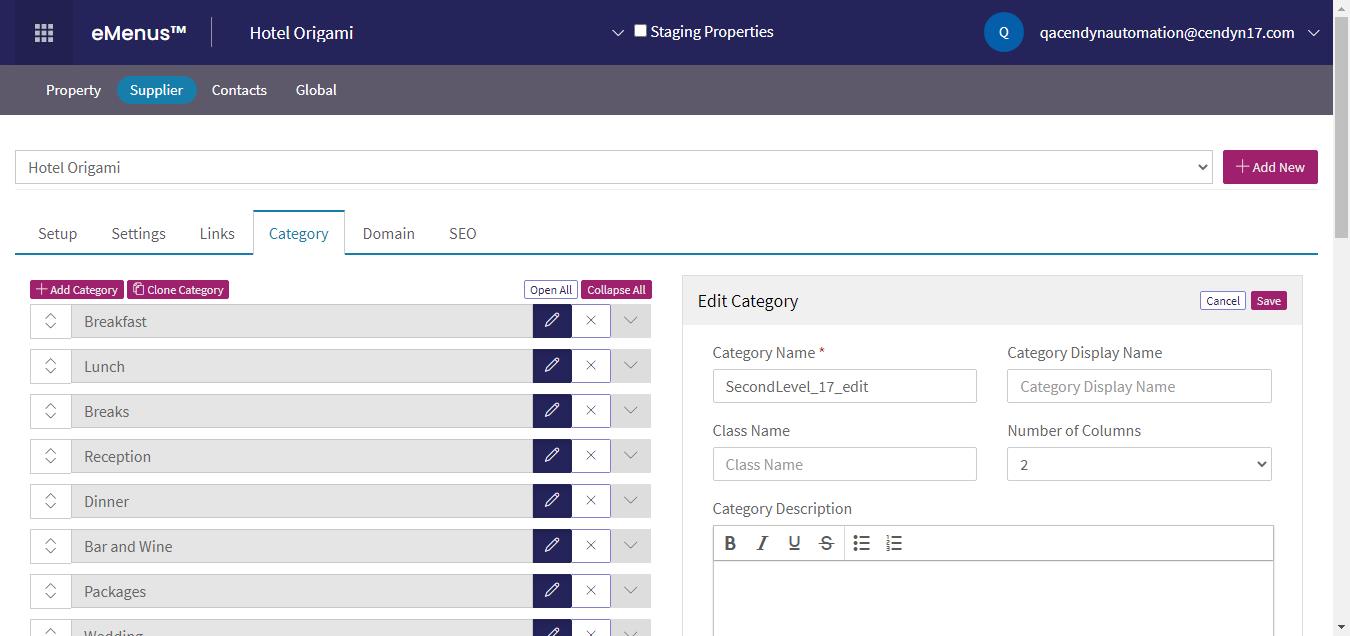 eMenus™
Hotel Origami
Staging Properties
Q
qacendynautomation@cendyn17.com
Property
Supplier
Contacts
Global
Hotel Origami
Add New
Setup
Settings
Links
Category
Domain
SEO
Add Category
Clone Category
Open All
Collapse All
Breakfast
Lunch
Breaks
Reception
Dinner
Bar and Wine
Packages
Wedding
Edit Category
Cancel
Save
Category Name *
Category Display Name
SecondLevel_17_edit
Category Display Name
Class Name
Number of Columns
Class Name
2
Category Description
B I U S